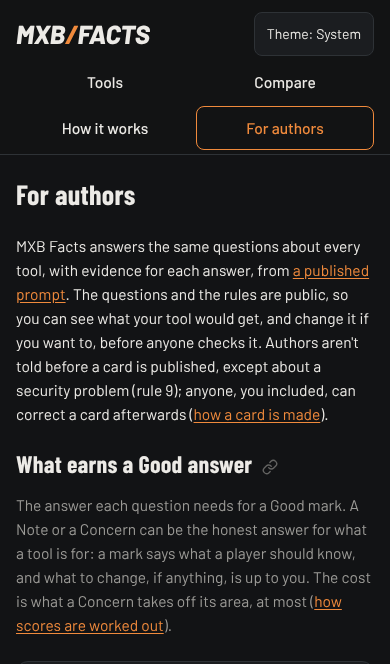 MXB/FACTS
Theme: System
Tools
Compare
How it works
For authors
For authors
MXB Facts answers the same questions about every
tool, with evidence for each answer, from a published
prompt. The questions and the rules are public, so
you can see what your tool would get, and change it if
you want to, before anyone checks it. Authors aren't
told before a card is published, except about a
security problem (rule 9); anyone, you included, can
correct a card afterwards (how a card is made).
What earns a Good answer
The answer each question needs for a Good mark. A
Note or a Concern can be the honest answer for what
a tool is for: a mark says what a player should know,
and what to change, if anything, is up to you. The cost
is what a Concern takes off its area, at most (how
scores are worked out).